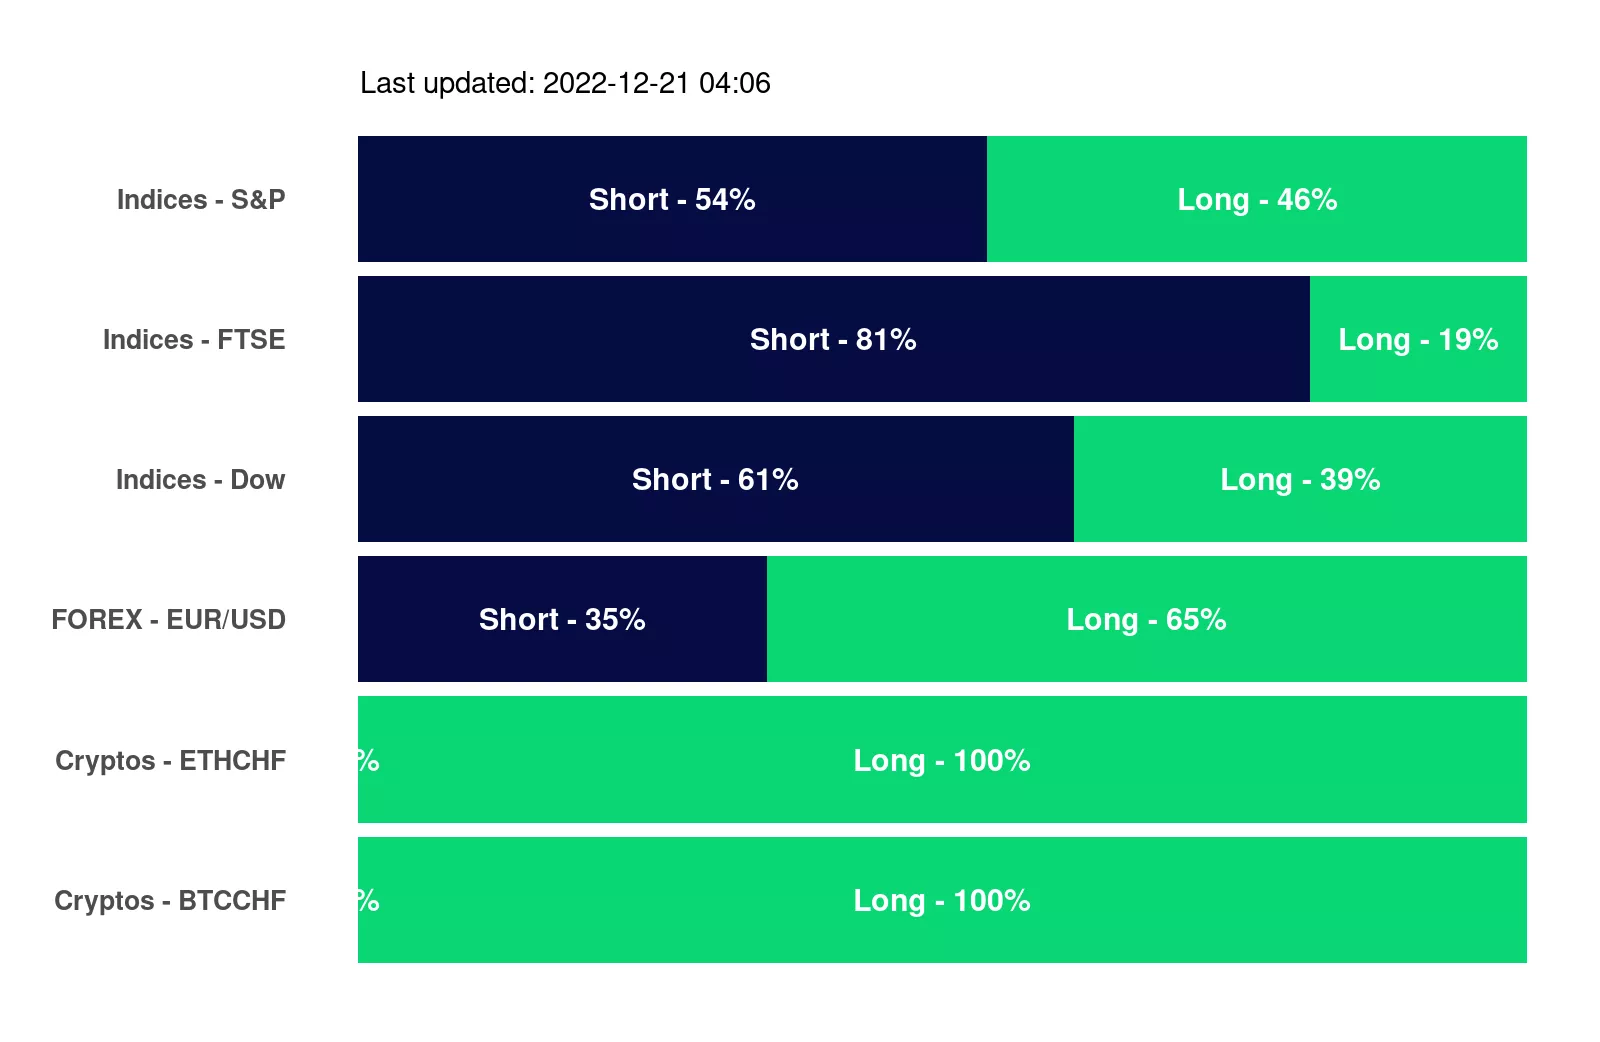 Last updated: 2022-12-21 04:06
Indices - S&P Short - 54% Long - 46%
Indices - FTSE Short - 81% Long - 19%
Indices - Dow Short - 61% Long - 39%
FOREX - EUR/USD Short - 35% Long - 65%
Cryptos - ETHCHF % Long - 100%
Cryptos - BTCCHF % Long - 100%